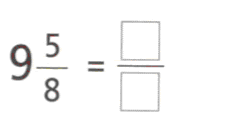 9 5/8 = □/□